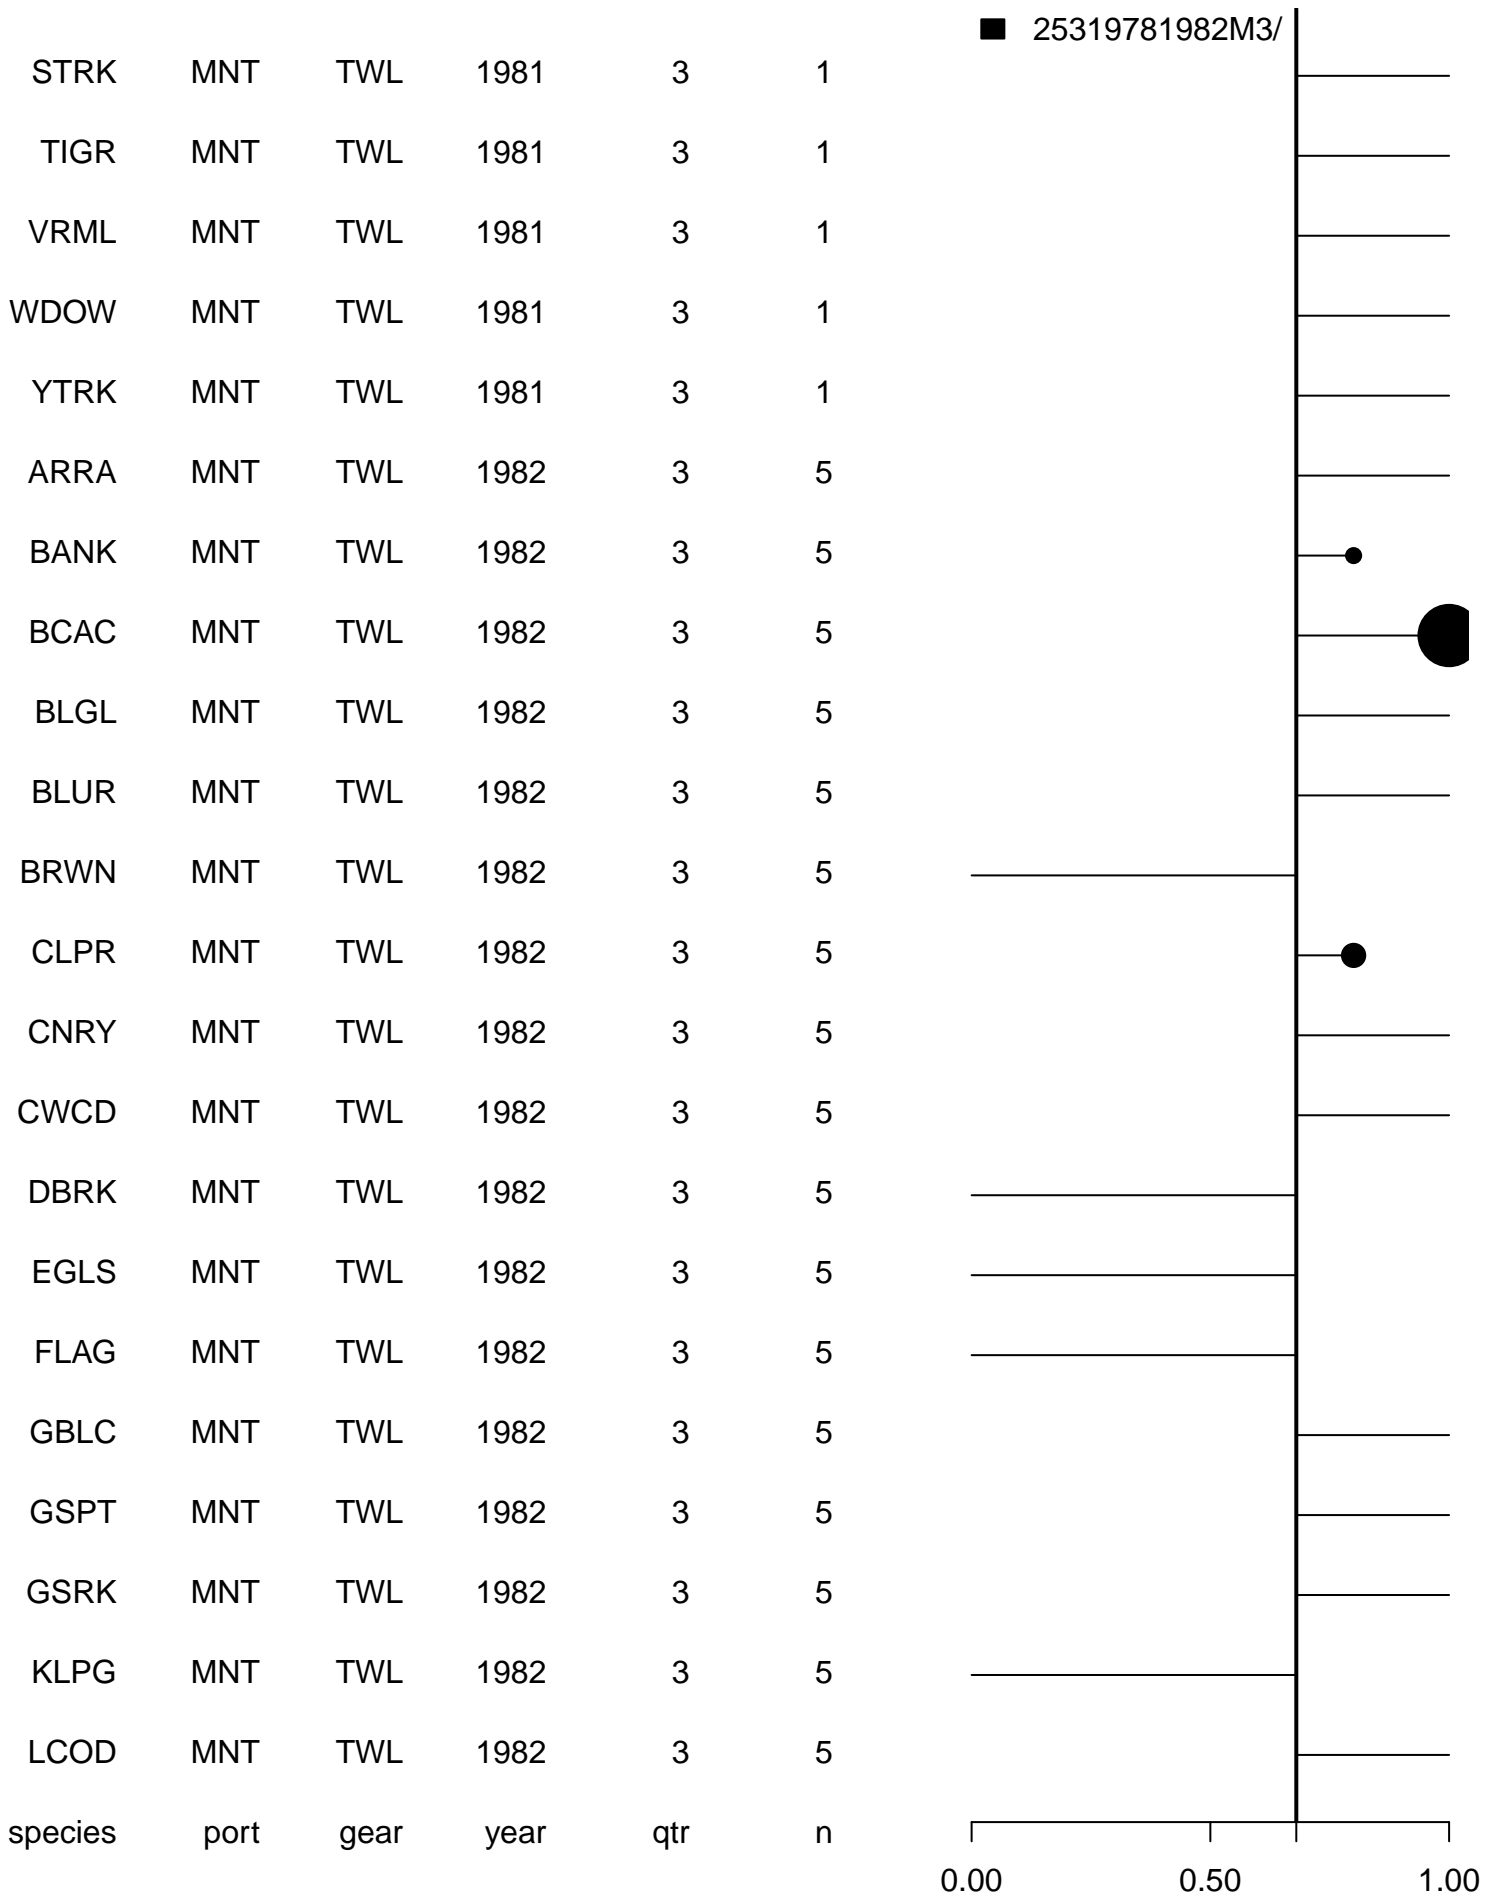 25319781982M3/
STRK MNT TWL 1981 3 1
TIGR MNT TWL 1981 3 1
VRML MNT TWL 1981 3 1
WDOW MNT TWL 1981 3 1
YTRK MNT TWL 1981 3 1
ARRA MNT TWL 1982 3 5
BANK MNT TWL 1982 3 5
BCAC MNT TWL 1982 3 5
BLGL MNT TWL 1982 3 5
BLUR MNT TWL 1982 3 5
BRWN MNT TWL 1982 3 5
CLPR MNT TWL 1982 3 5
CNRY MNT TWL 1982 3 5
CWCD MNT TWL 1982 3 5
DBRK MNT TWL 1982 3 5
EGLS MNT TWL 1982 3 5
FLAG MNT TWL 1982 3 5
GBLC MNT TWL 1982 3 5
GSPT MNT TWL 1982 3 5
GSRK MNT TWL 1982 3 5
KLPG MNT TWL 1982 3 5
LCOD MNT TWL 1982 3 5
species port gear year qtr n
0.00 0.50 1.00